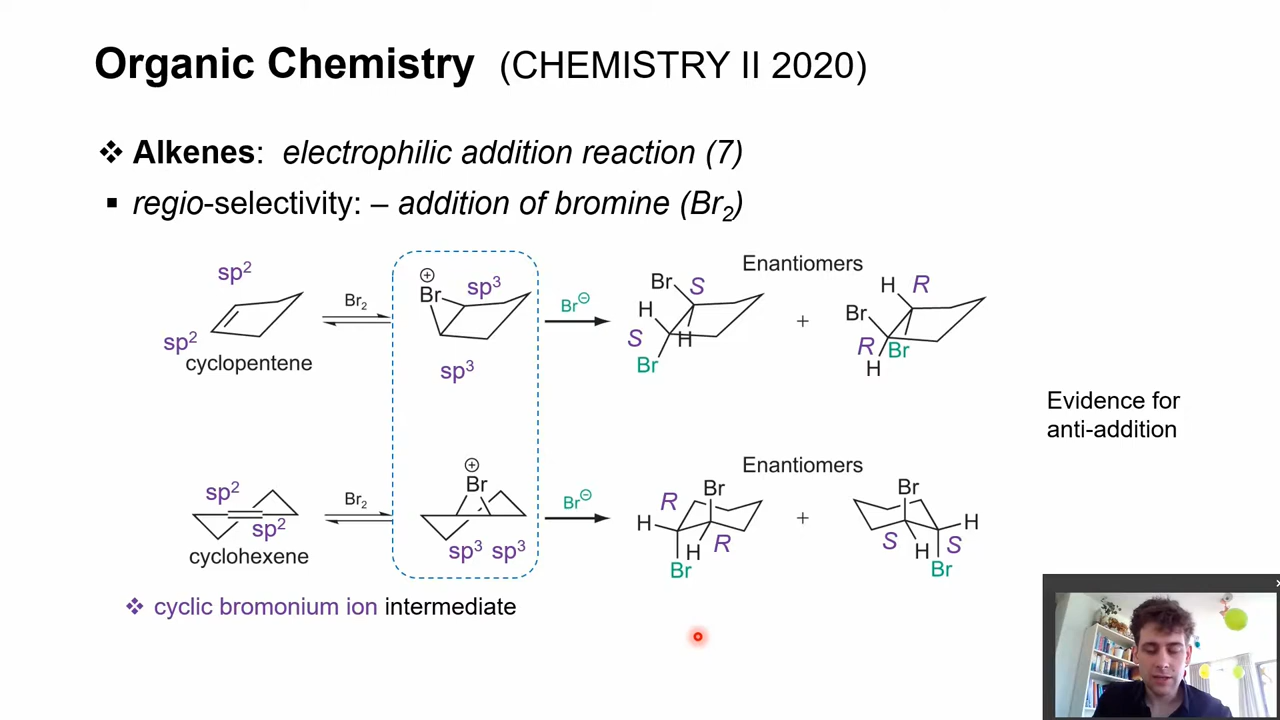 Organic Chemistry (CHEMISTRY II 2020)
❖ Alkenes: electrophilic addition reaction (7)
▪ regio-selectivity: – addition of bromine (Br₂)
sp² sp² cyclopentene
Br₂
⊕ Br sp³ sp³
Br⊖
Enantiomers
Br S H S H Br
+
H R Br R Br H
Evidence for
anti-addition
sp² sp² cyclohexene
Br₂
⊕ Br sp³ sp³
Br⊖
Enantiomers
R Br H H R Br
+
Br H S H S Br
❖ cyclic bromonium ion intermediate